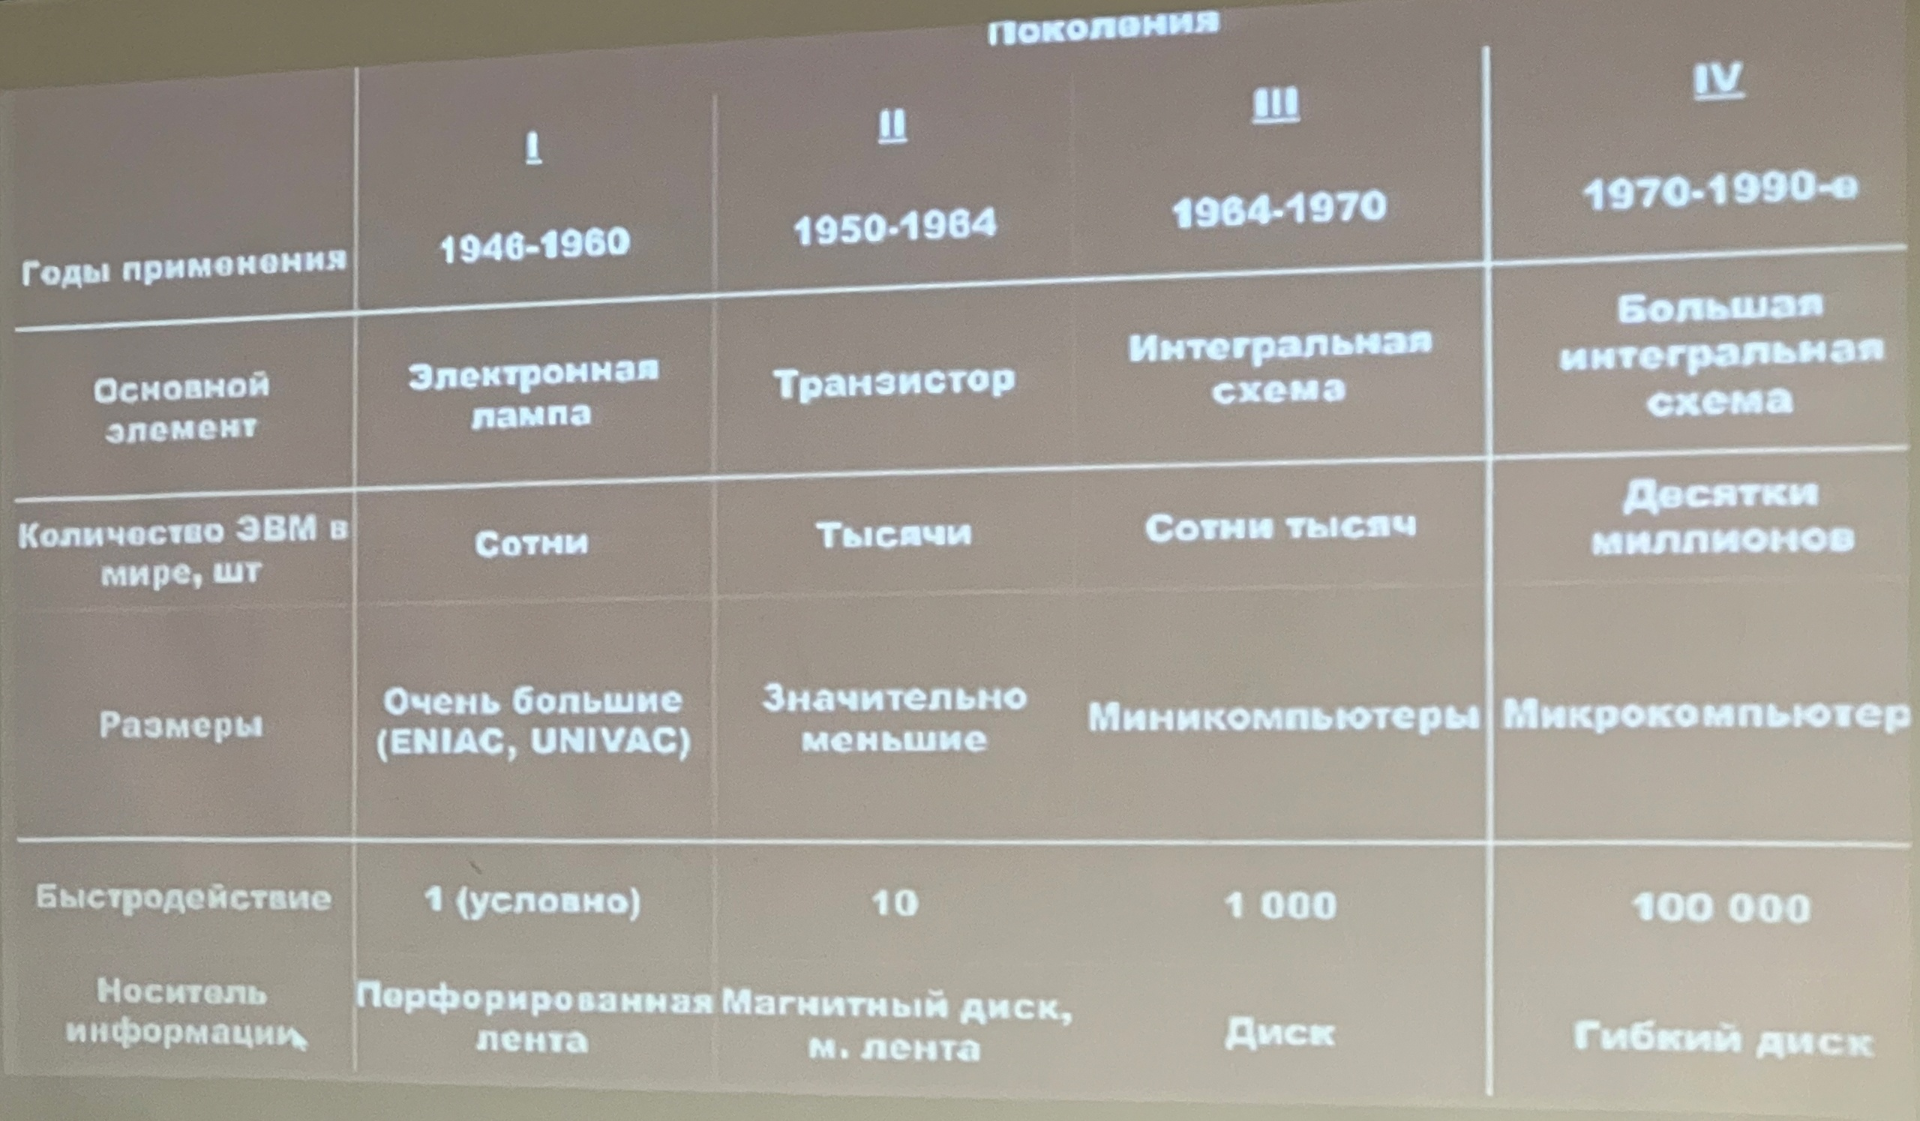 Поколения
I
II
III
IV
Годы применения
1946-1960
1950-1964
1964-1970
1970-1990-е
Основной
элемент
Электронная
лампа
Транзистор
Интегральная
схема
Большая
интегральная
схема
Количество ЭВМ в
мире, шт
Сотни
Тысячи
Сотни тысяч
Десятки
миллионов
Размеры
Очень большие
(ENIAC, UNIVAC)
Значительно
меньшие
Миникомпьютеры
Микрокомпьютер
Быстродействие
1 (условно)
10
1 000
100 000
Носитель
информации
Перфорированная
лента
Магнитный диск,
м. лента
Диск
Гибкий диск